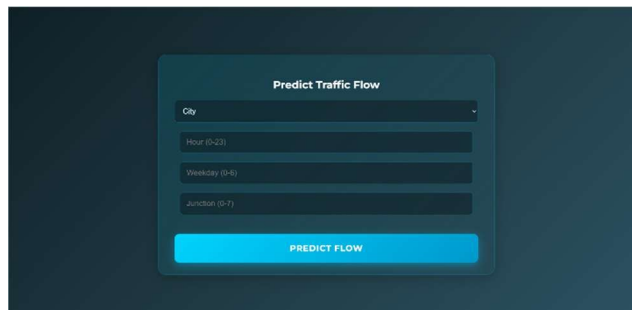 Predict Traffic Flow
City
Hour (0-23)
Weekday (0-6)
Junction (0-7)
PREDICT FLOW